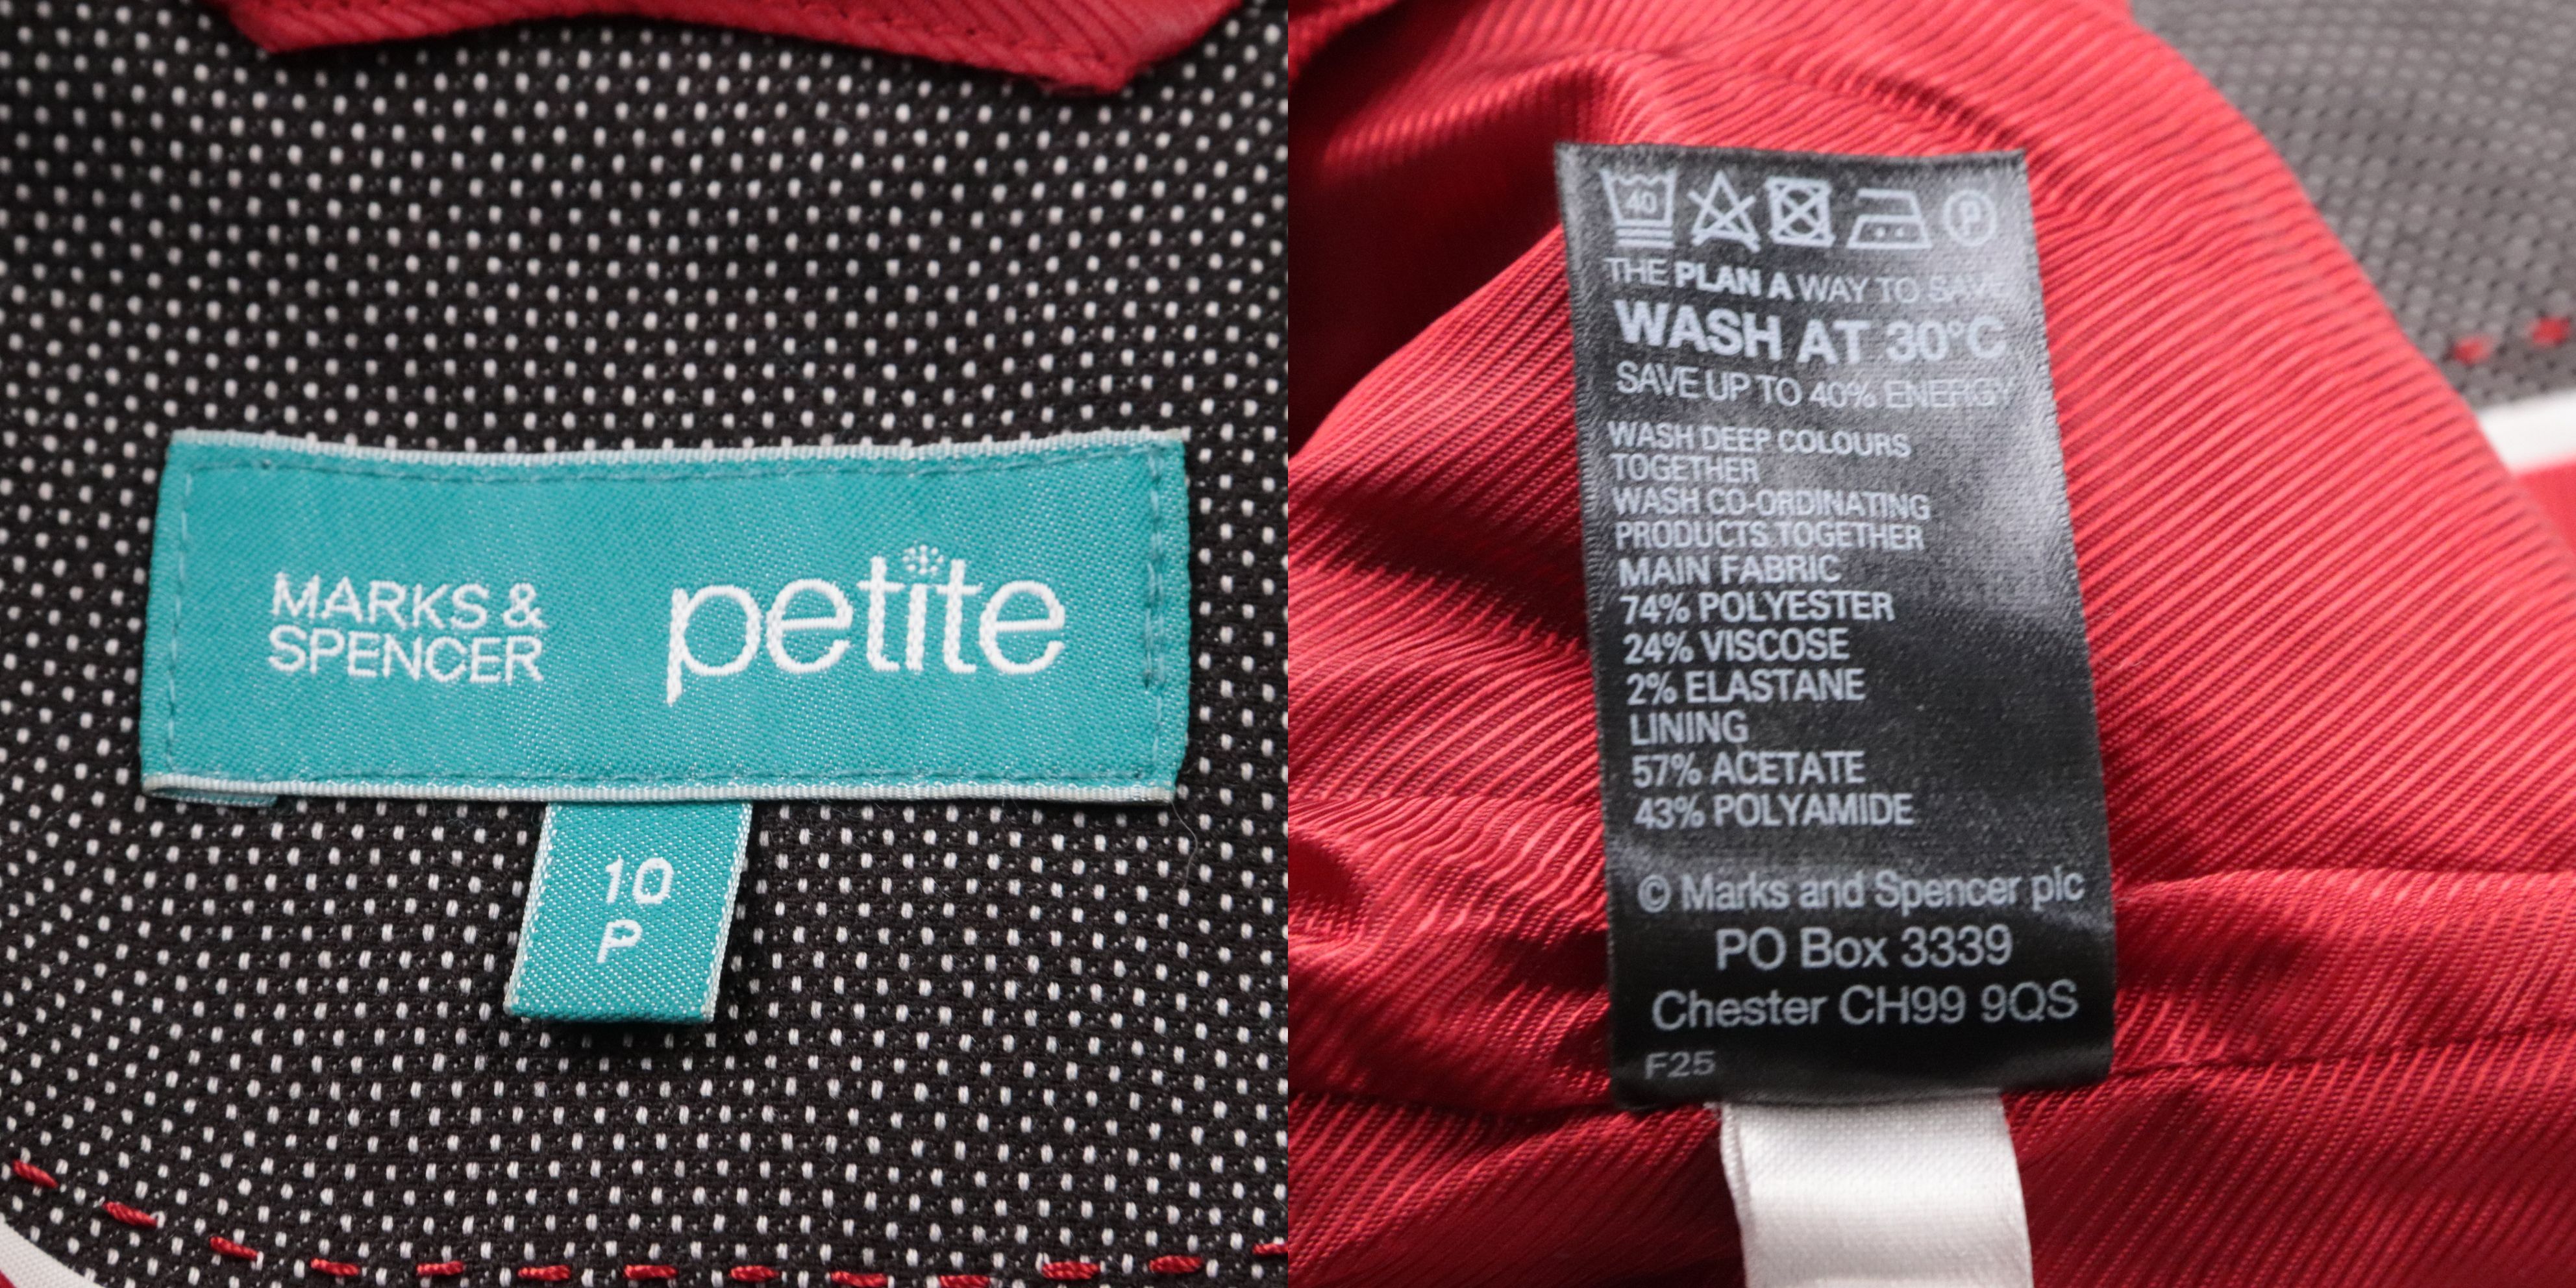 MARKS &
SPENCER
petite
10
P
40
P
THE PLAN A WAY TO SAVE
WASH AT 30°C
SAVE UP TO 40% ENERGY
WASH DEEP COLOURS
TOGETHER
WASH CO-ORDINATING
PRODUCTS TOGETHER
MAIN FABRIC
74% POLYESTER
24% VISCOSE
2% ELASTANE
LINING
57% ACETATE
43% POLYAMIDE
© Marks and Spencer plc
PO Box 3339
Chester CH99 9QS
F25